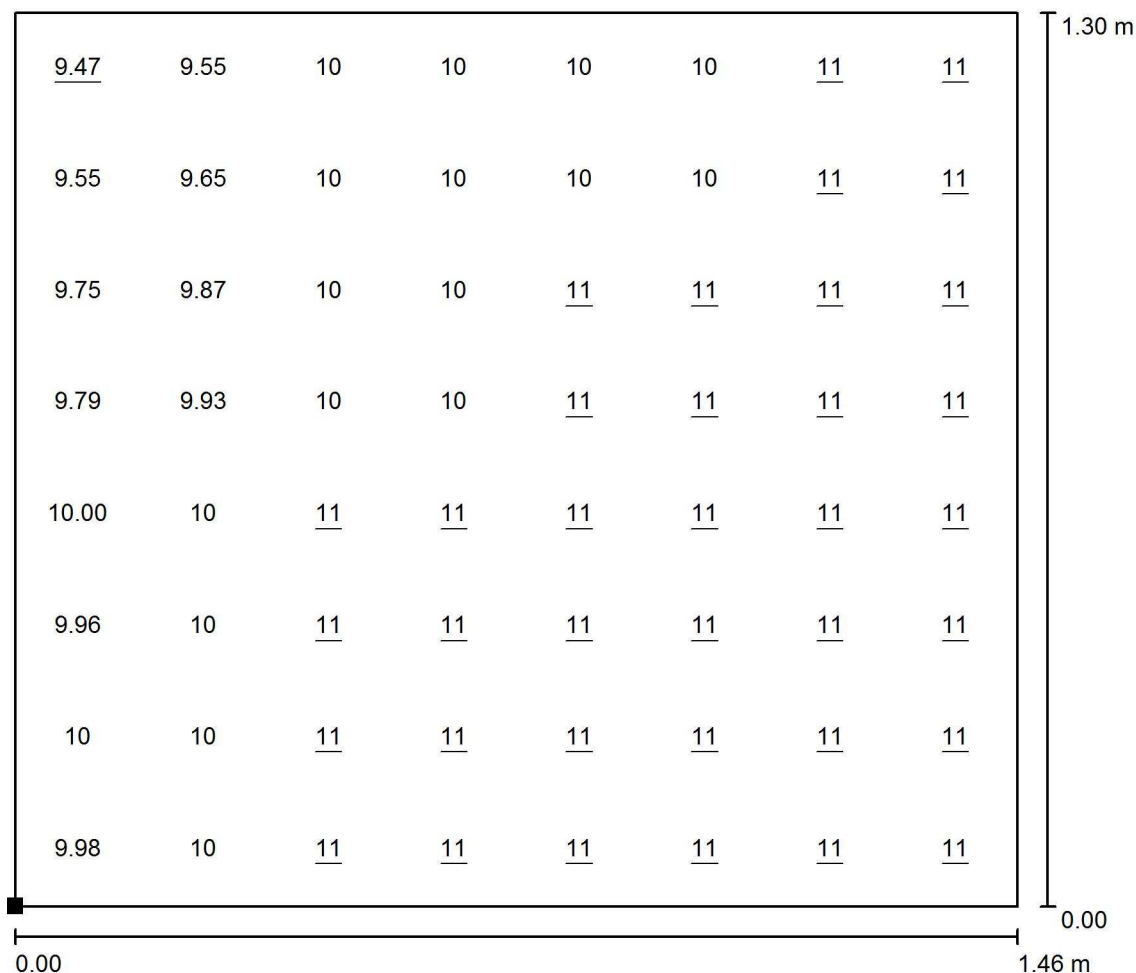 1.30 m
9.47 9.55 10 10 10 10 11 11
9.55 9.65 10 10 10 10 11 11
9.75 9.87 10 10 11 11 11 11
9.79 9.93 10 10 11 11 11 11
10.00 10 11 11 11 11 11 11
9.96 10 11 11 11 11 11 11
10 10 11 11 11 11 11 11
9.98 10 11 11 11 11 11 11
0.00
0.00 1.46 m